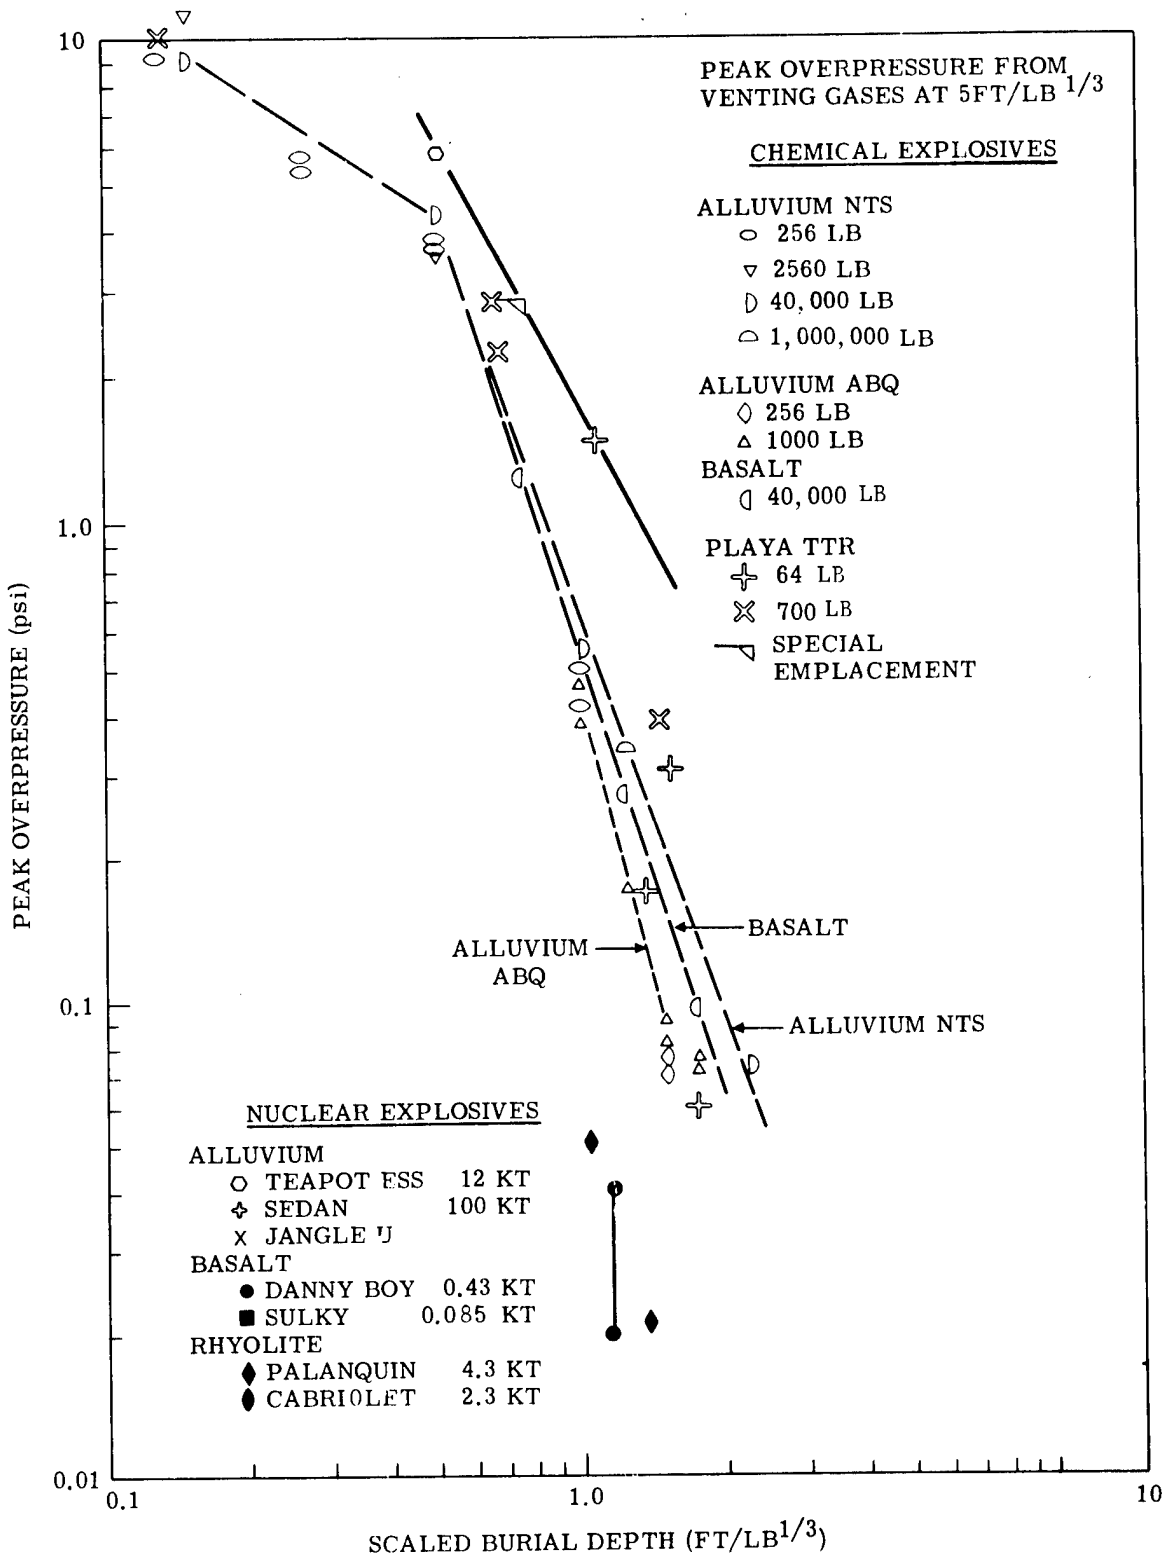 10
1.0
0.1
0.01
PEAK OVERPRESSURE (psi)
PEAK OVERPRESSURE FROM
VENTING GASES AT 5FT/LB 1/3
CHEMICAL EXPLOSIVES
ALLUVIUM NTS
256 LB
2560 LB
40,000 LB
1,000,000 LB
ALLUVIUM ABQ
256 LB
1000 LB
BASALT
40,000 LB
PLAYA TTR
64 LB
700 LB
SPECIAL
EMPLACEMENT
BASALT
ALLUVIUM
ABQ
ALLUVIUM NTS
NUCLEAR EXPLOSIVES
ALLUVIUM
TEAPOT ESS 12 KT
SEDAN 100 KT
JANGLE U
BASALT
DANNY BOY 0.43 KT
SULKY 0.085 KT
RHYOLITE
PALANQUIN 4.3 KT
CABRIOLET 2.3 KT
0.1 1.0 10
SCALED BURIAL DEPTH (FT/LB1/3)